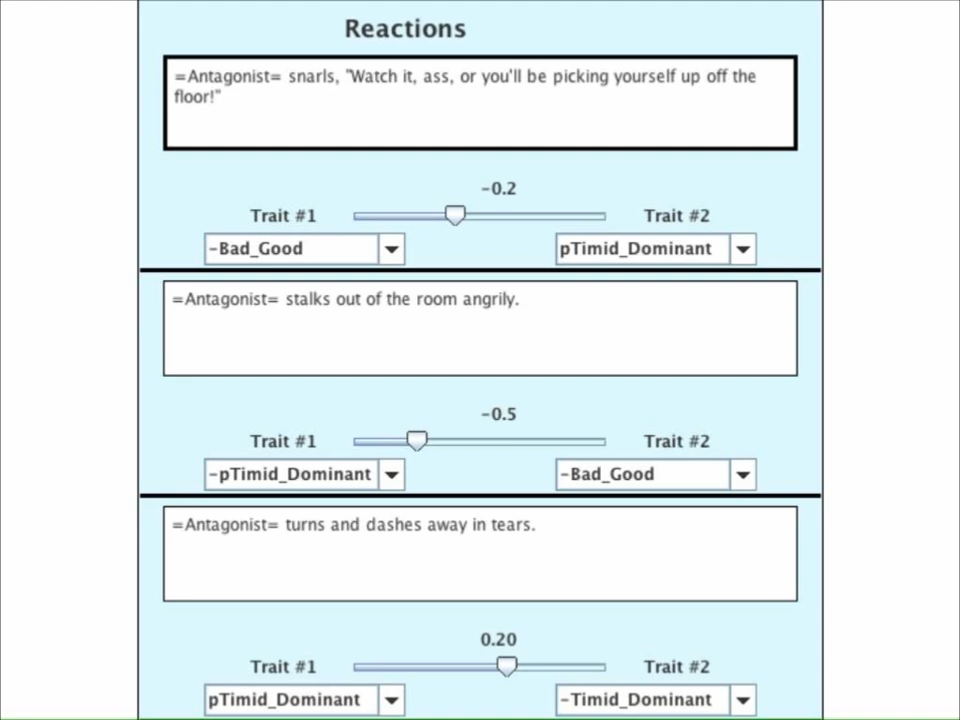 Reactions
=Antagonist= snarls, "Watch it, ass, or you'll be picking yourself up off the
floor!"
-0.2
Trait #1 Trait #2
-Bad_Good pTimid_Dominant
=Antagonist= stalks out of the room angrily.
-0.5
Trait #1 Trait #2
-pTimid_Dominant -Bad_Good
=Antagonist= turns and dashes away in tears.
0.20
Trait #1 Trait #2
pTimid_Dominant -Timid_Dominant